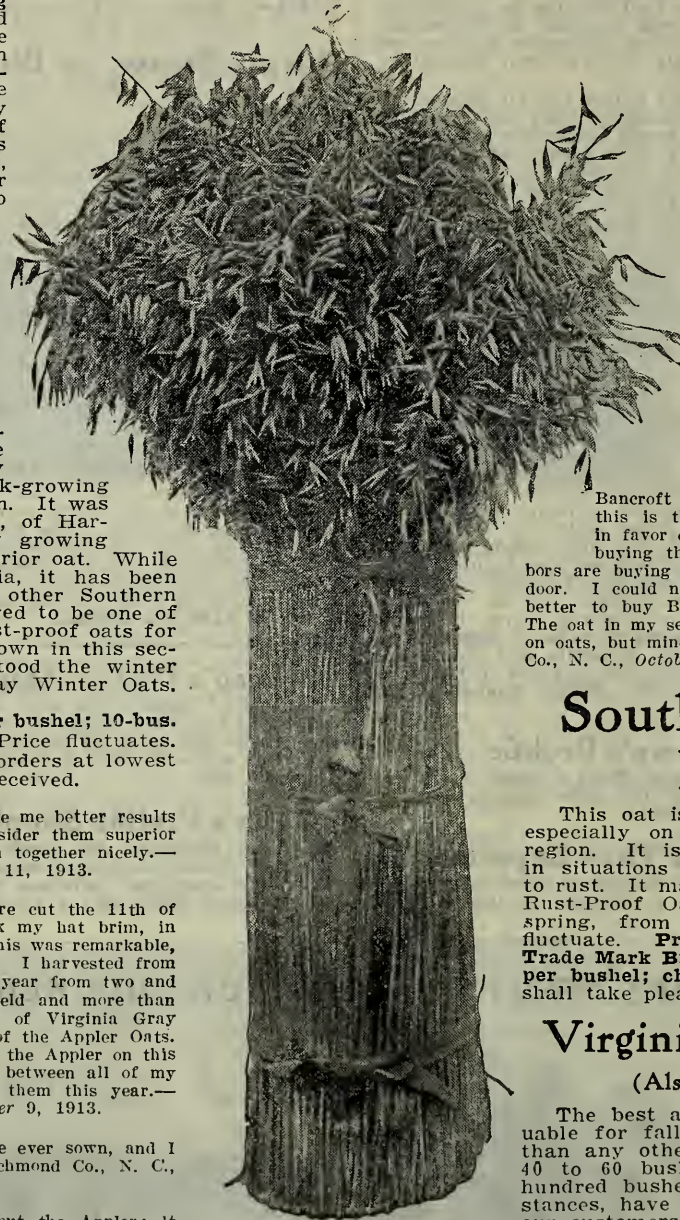 k-growing
It was
, of Har-
growing
rior oat. While
ia, it has been
other Southern
red to be one of
st-proof oats for
own in this sec-
tood the winter
ay Winter Oats.
r bushel; 10-bus.
Price fluctuates.
orders at lowest
eceived.
e me better results
sider them superior
together nicely.—
11, 1913.
re cut the 11th of
k my hat brim, in
his was remarkable,
I harvested from
year from two and
eld and more than
of Virginia Gray
of the Appler Oats.
the Appler on this
between all of my
them this year.—
er 9, 1913.
e ever sown, and I
chmond Co., N. C.,
Bancroft
this is t
in favor
buying th
bors are buying
door. I could n
better to buy B
The oat in my se
on oats, but min
Co., N. C., Octo
Sout
This oat is
especially on
region. It is
in situations
to rust. It ma
Rust-Proof O
spring, from
fluctuate. Pr
Trade Mark B
per bushel; c
shall take plea
Virgini
(Als
The best a
uable for fall
than any othe
40 to 60 bus
hundred bushe
stances, have